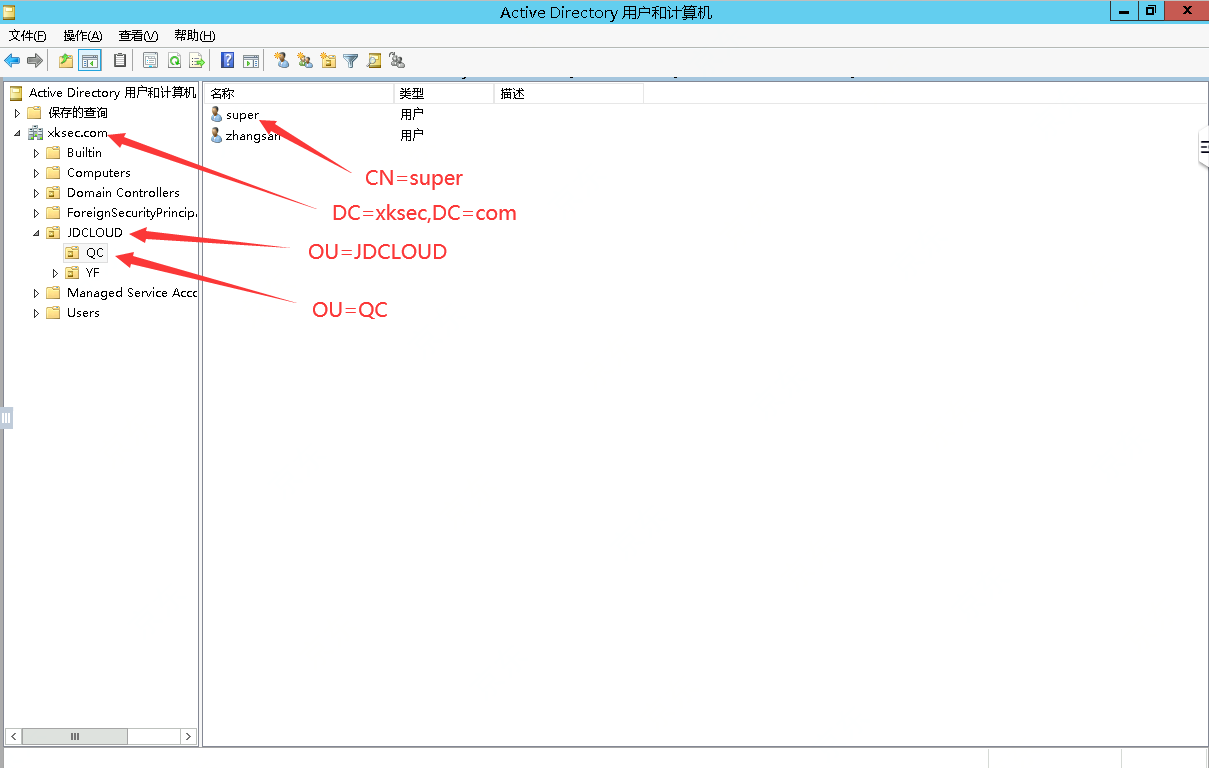 Active Directory 用户和计算机
文件(F) 操作(A) 查看(V) 帮助(H)
Active Directory 用户和计算机
保存的查询
xksec.com
Builtin
Computers
Domain Controllers
ForeignSecurityPrincip
JDCLOUD
QC
YF
Managed Service Acco
Users
名称 类型 描述
super 用户
zhangsan 用户
CN=super
DC=xksec,DC=com
OU=JDCLOUD
OU=QC